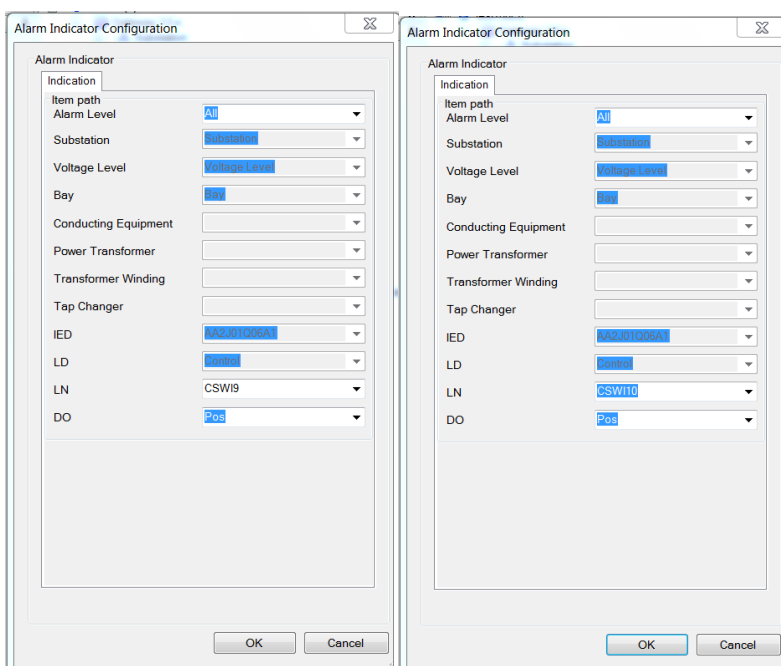 Alarm Indicator Configuration
Alarm Indicator
Indication
Item path
Alarm Level All
Substation Substation
Voltage Level Voltage Level
Bay Bay
Conducting Equipment
Power Transformer
Transformer Winding
Tap Changer
IED AA2J01Q06A1
LD Control
LN CSWI9
DO Pos
OK Cancel
Alarm Indicator Configuration
Alarm Indicator
Indication
Item path
Alarm Level All
Substation Substation
Voltage Level Voltage Level
Bay Bay
Conducting Equipment
Power Transformer
Transformer Winding
Tap Changer
IED AA2J01Q06A1
LD Control
LN CSWI10
DO Pos
OK Cancel